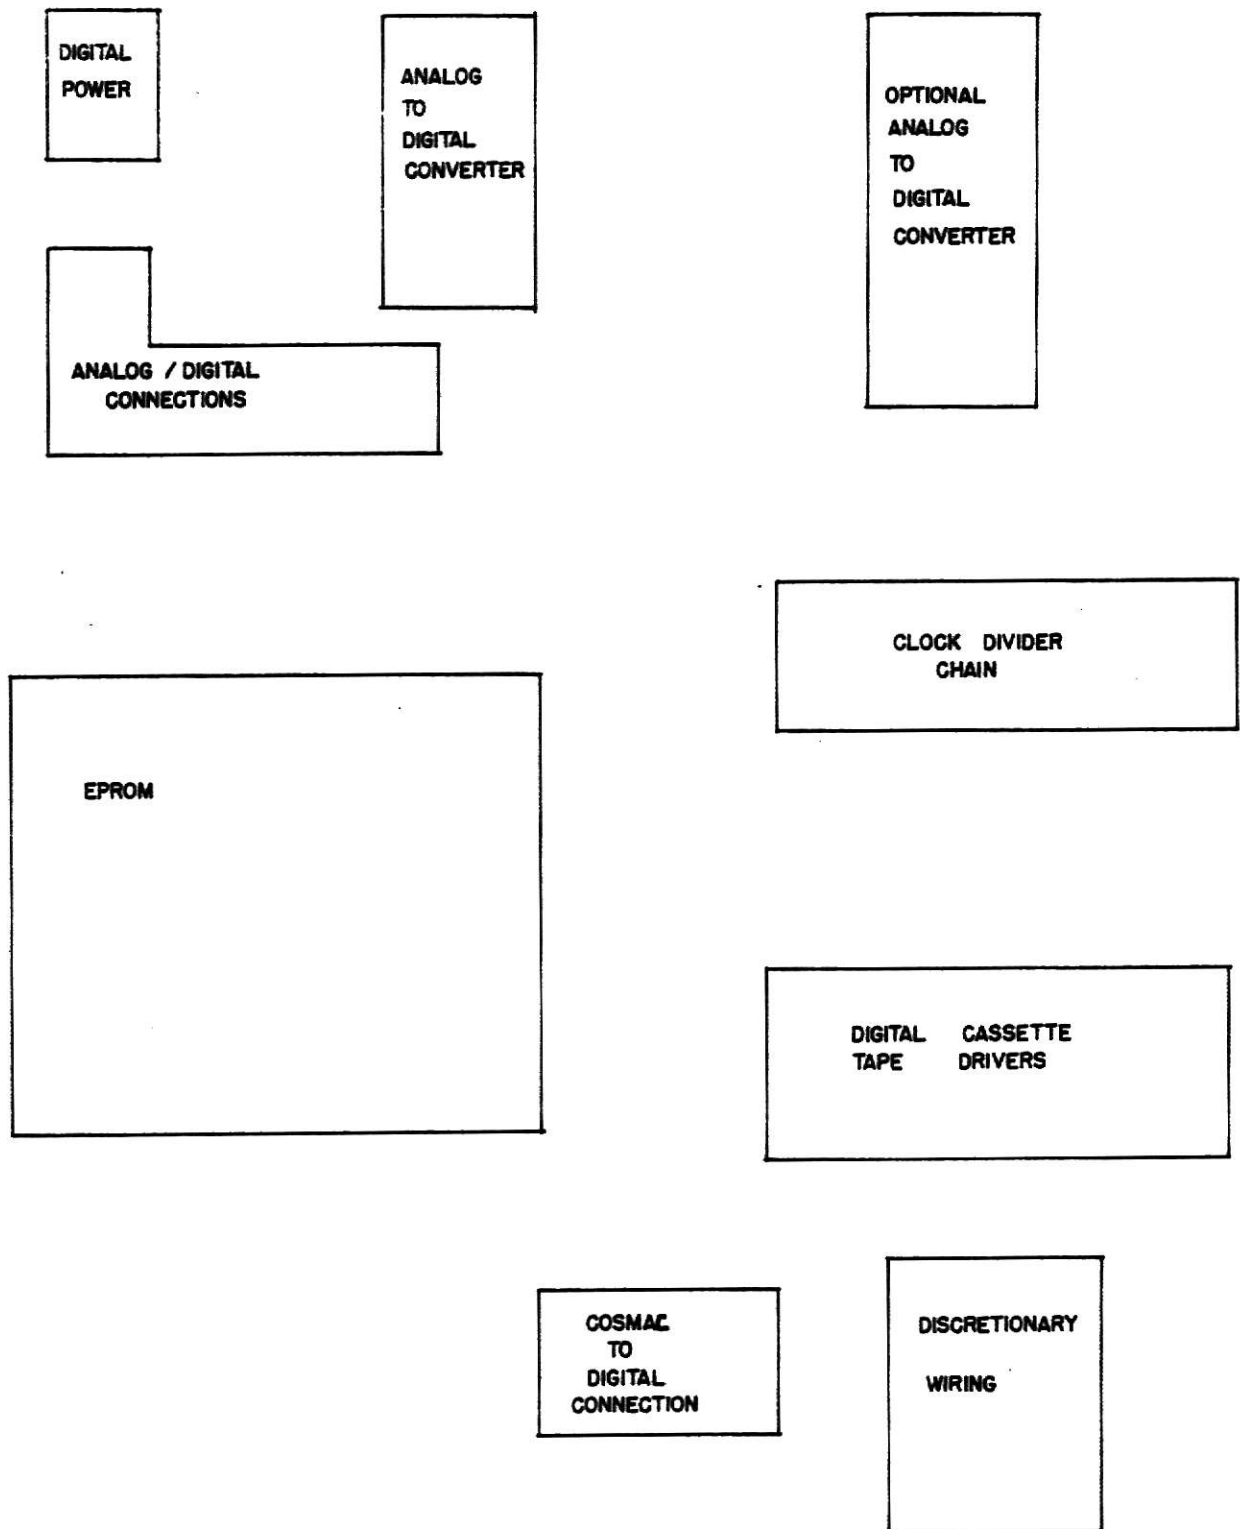 DIGITAL
POWER
ANALOG
TO
DIGITAL
CONVERTER
OPTIONAL
ANALOG
TO
DIGITAL
CONVERTER
ANALOG / DIGITAL
CONNECTIONS
CLOCK DIVIDER
CHAIN
EPROM
DIGITAL CASSETTE
TAPE DRIVERS
COSMAC
TO
DIGITAL
CONNECTION
DISCRETIONARY
WIRING